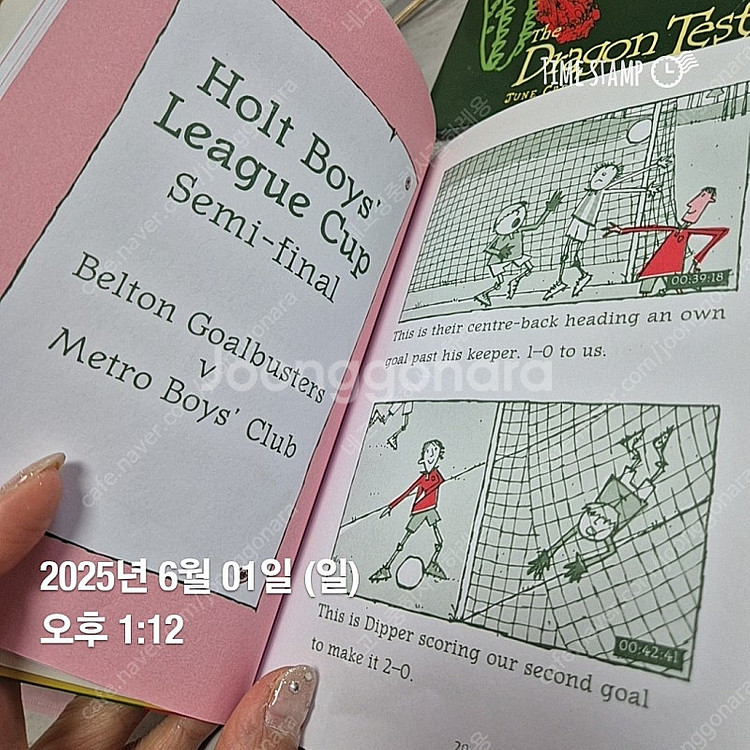 Holt Boys'
League Cup
Semi-final
Belton Goalbusters
v
Metro Boys' Club
The
Dragon Test
JUNE
TIME STAMP
00:39:18
This is their centre-back heading an own
goal past his keeper. 1–0 to us.
Joonggonara
00:42:41
This is Dipper scoring our second goal
to make it 2–0.
2025년 6월 01일 (일)
오후 1:12